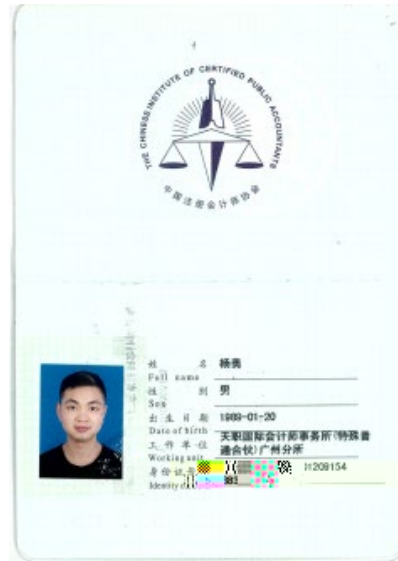 THE CHINESE INSTITUTE OF CERTIFIED PUBLIC ACCOUNTANTS
中国注册会计师协会
姓 名 杨勇
Full name
性 别 男
Sex
出 生 日 期 1989-01-20
Date of birth
工 作 单 位 天职国际会计师事务所(特殊普
Working unit 通合伙)广州分所
身份证号
Identity